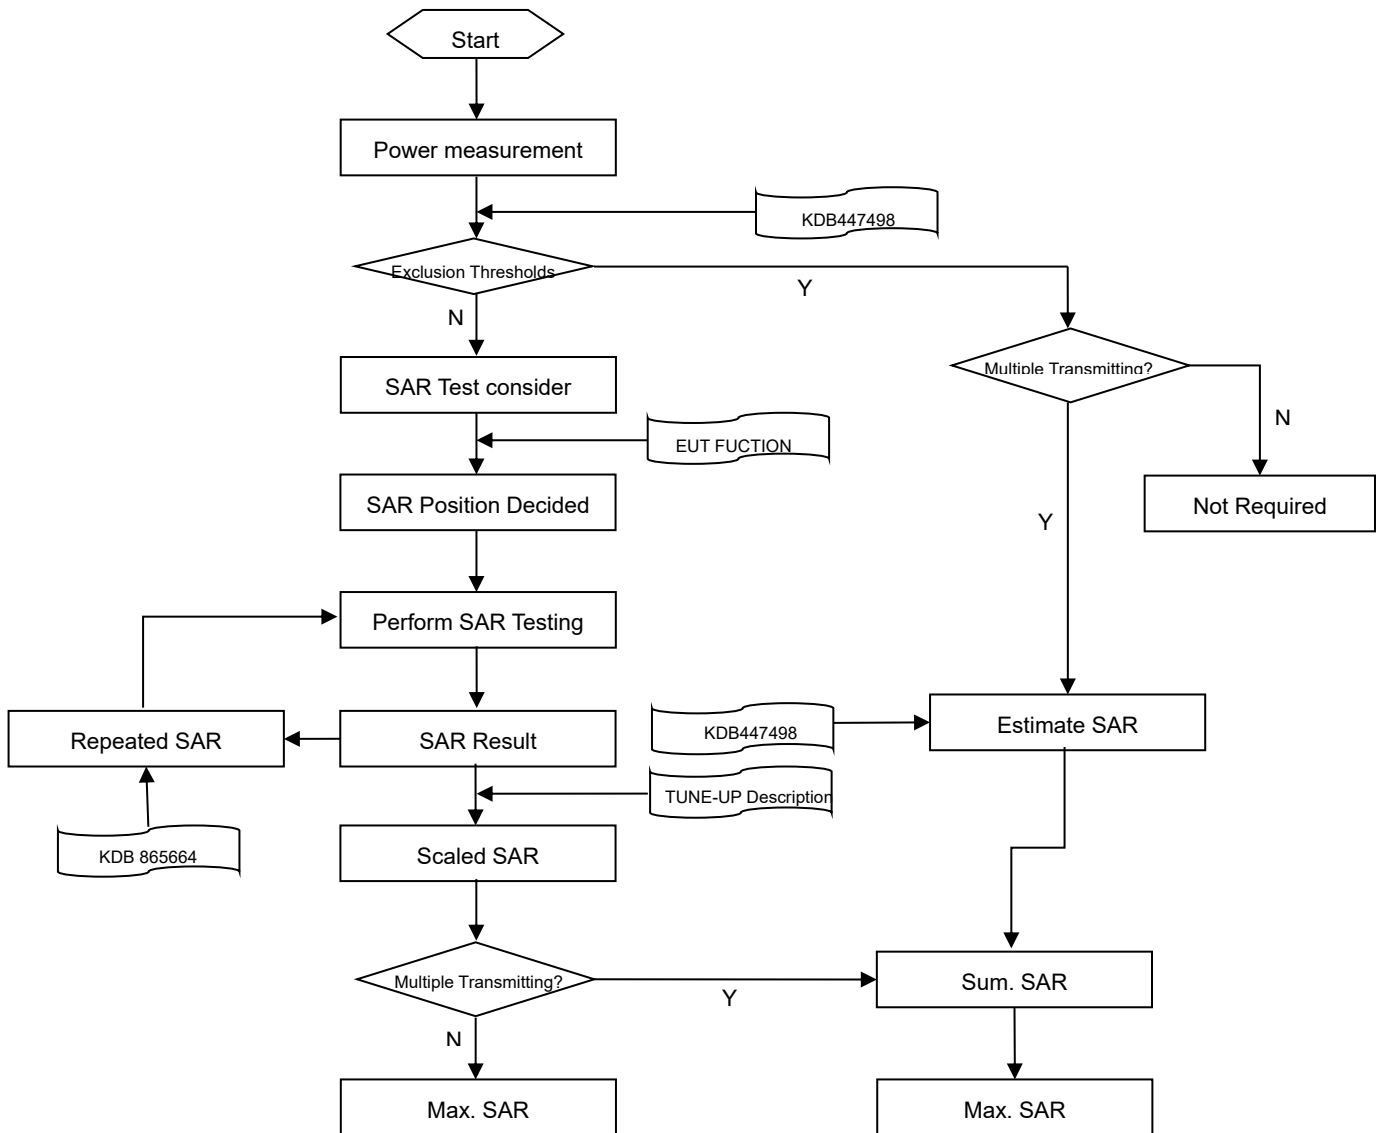 Start
Power measurement
KDB447498
Exclusion Thresholds
Y
N
Multiple Transmitting?
SAR Test consider
N
EUT FUCTION
SAR Position Decided
Not Required
Y
Perform SAR Testing
Repeated SAR
SAR Result
KDB447498
Estimate SAR
TUNE-UP Description
KDB 865664
Scaled SAR
Multiple Transmitting?
Y
Sum. SAR
N
Max. SAR
Max. SAR